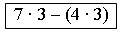 7 · 3 – (4 · 3)